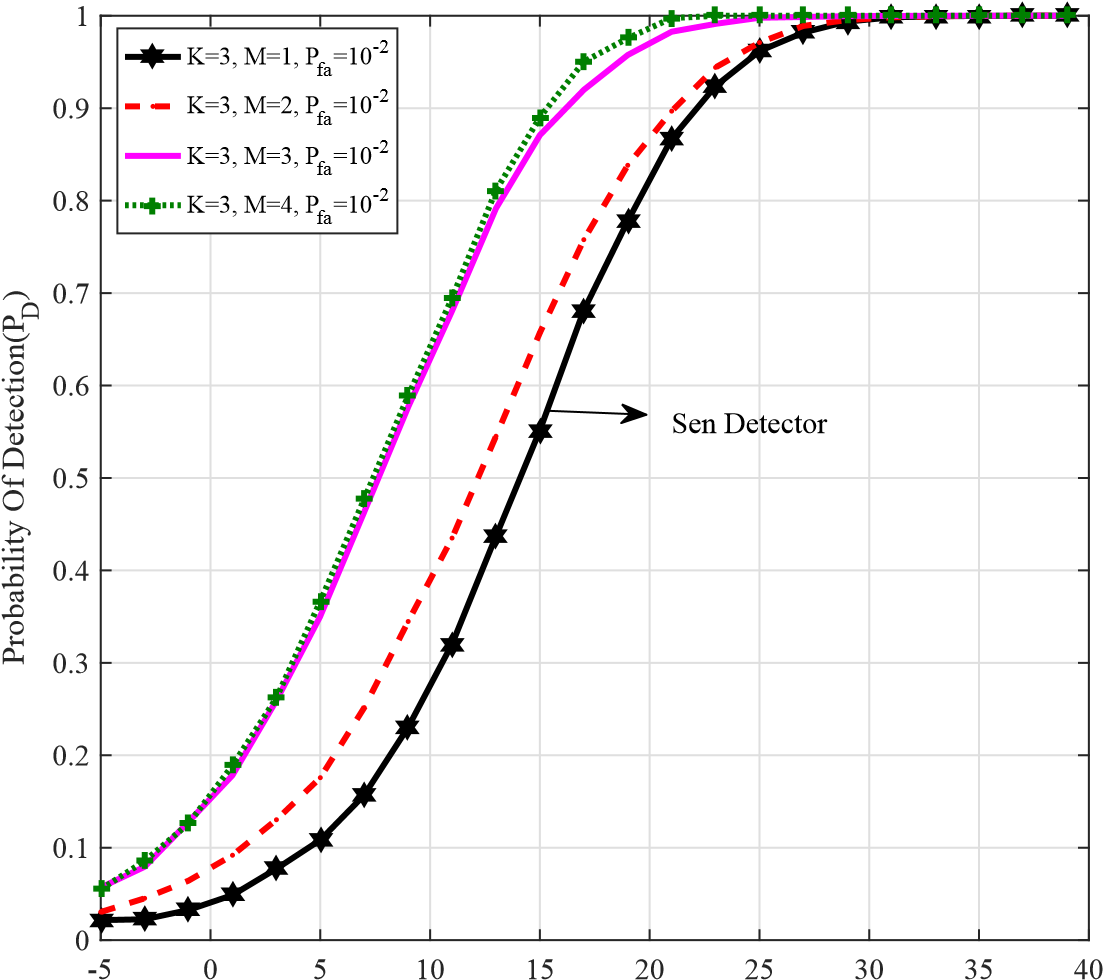 1
0.9
0.8
0.7
0.6
0.5
0.4
0.3
0.2
0.1
0
Probability Of Detection(P_D)
K=3, M=1, P_fa=10^-2
K=3, M=2, P_fa=10^-2
K=3, M=3, P_fa=10^-2
K=3, M=4, P_fa=10^-2
Sen Detector
-5 0 5 10 15 20 25 30 35 40